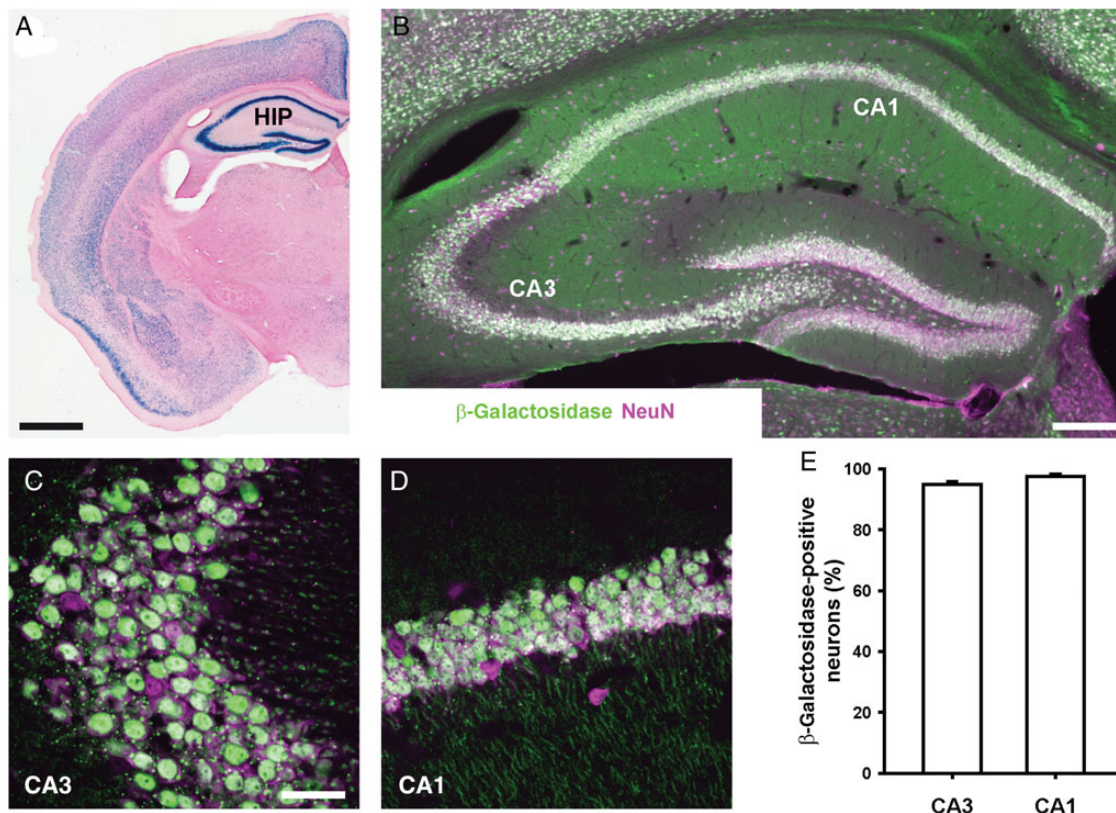 A
HIP
B
CA1
CA3
β-Galactosidase NeuN
C
CA3
D
CA1
E
β-Galactosidase-positive
neurons (%)
100
80
60
40
20
0
CA3
CA1